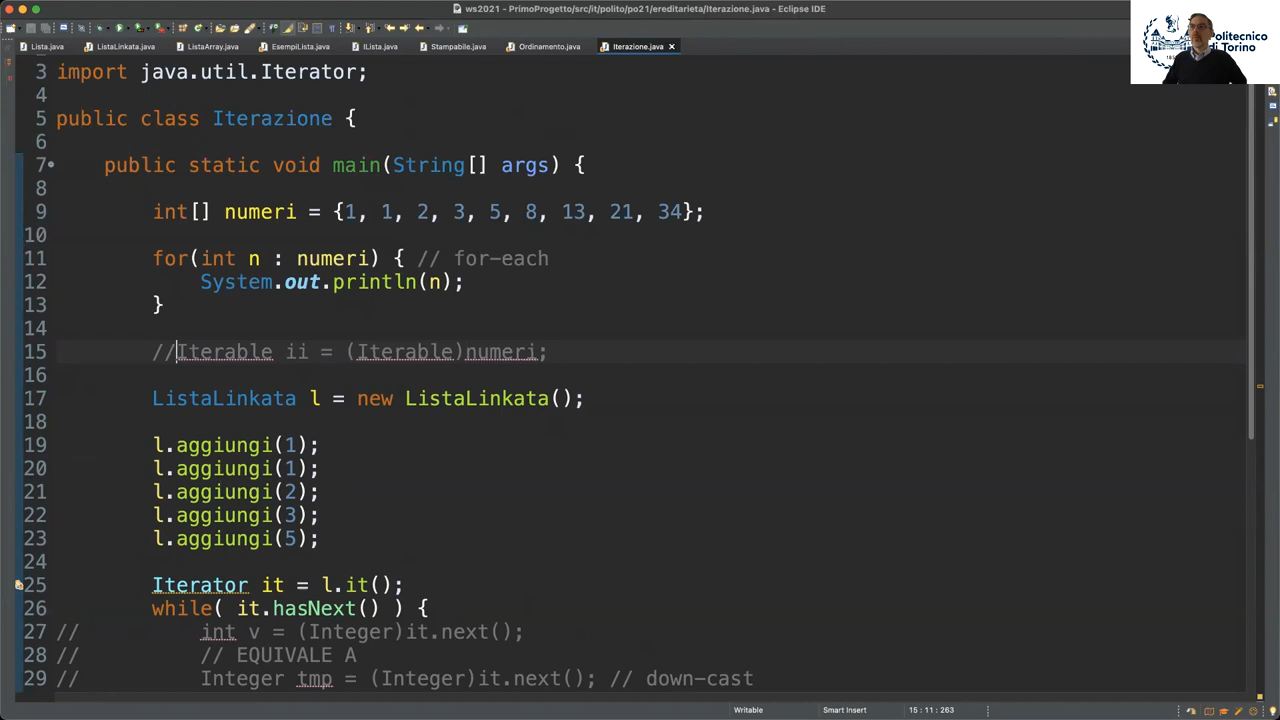 ws2021 - PrimoProgetto/src/it/polito/po21/ereditarieta/Iterazione.java - Eclipse IDE
Lista.java ListaLinkata.java ListaArray.java EsempiLista.java ILista.java Stampabile.java Ordinamento.java Iterazione.java
Politecnico
di Torino
3 import java.util.Iterator;
4
5 public class Iterazione {
6
7 public static void main(String[] args) {
8
9 int[] numeri = {1, 1, 2, 3, 5, 8, 13, 21, 34};
10
11 for(int n : numeri) { // for-each
12 System.out.println(n);
13 }
14
15 //Iterable ii = (Iterable)numeri;
16
17 ListaLinkata l = new ListaLinkata();
18
19 l.aggiungi(1);
20 l.aggiungi(1);
21 l.aggiungi(2);
22 l.aggiungi(3);
23 l.aggiungi(5);
24
25 Iterator it = l.it();
26 while( it.hasNext() ) {
27 // int v = (Integer)it.next();
28 // // EQUIVALE A
29 // Integer tmp = (Integer)it.next(); // down-cast
Writable Smart Insert 15 : 11 : 263